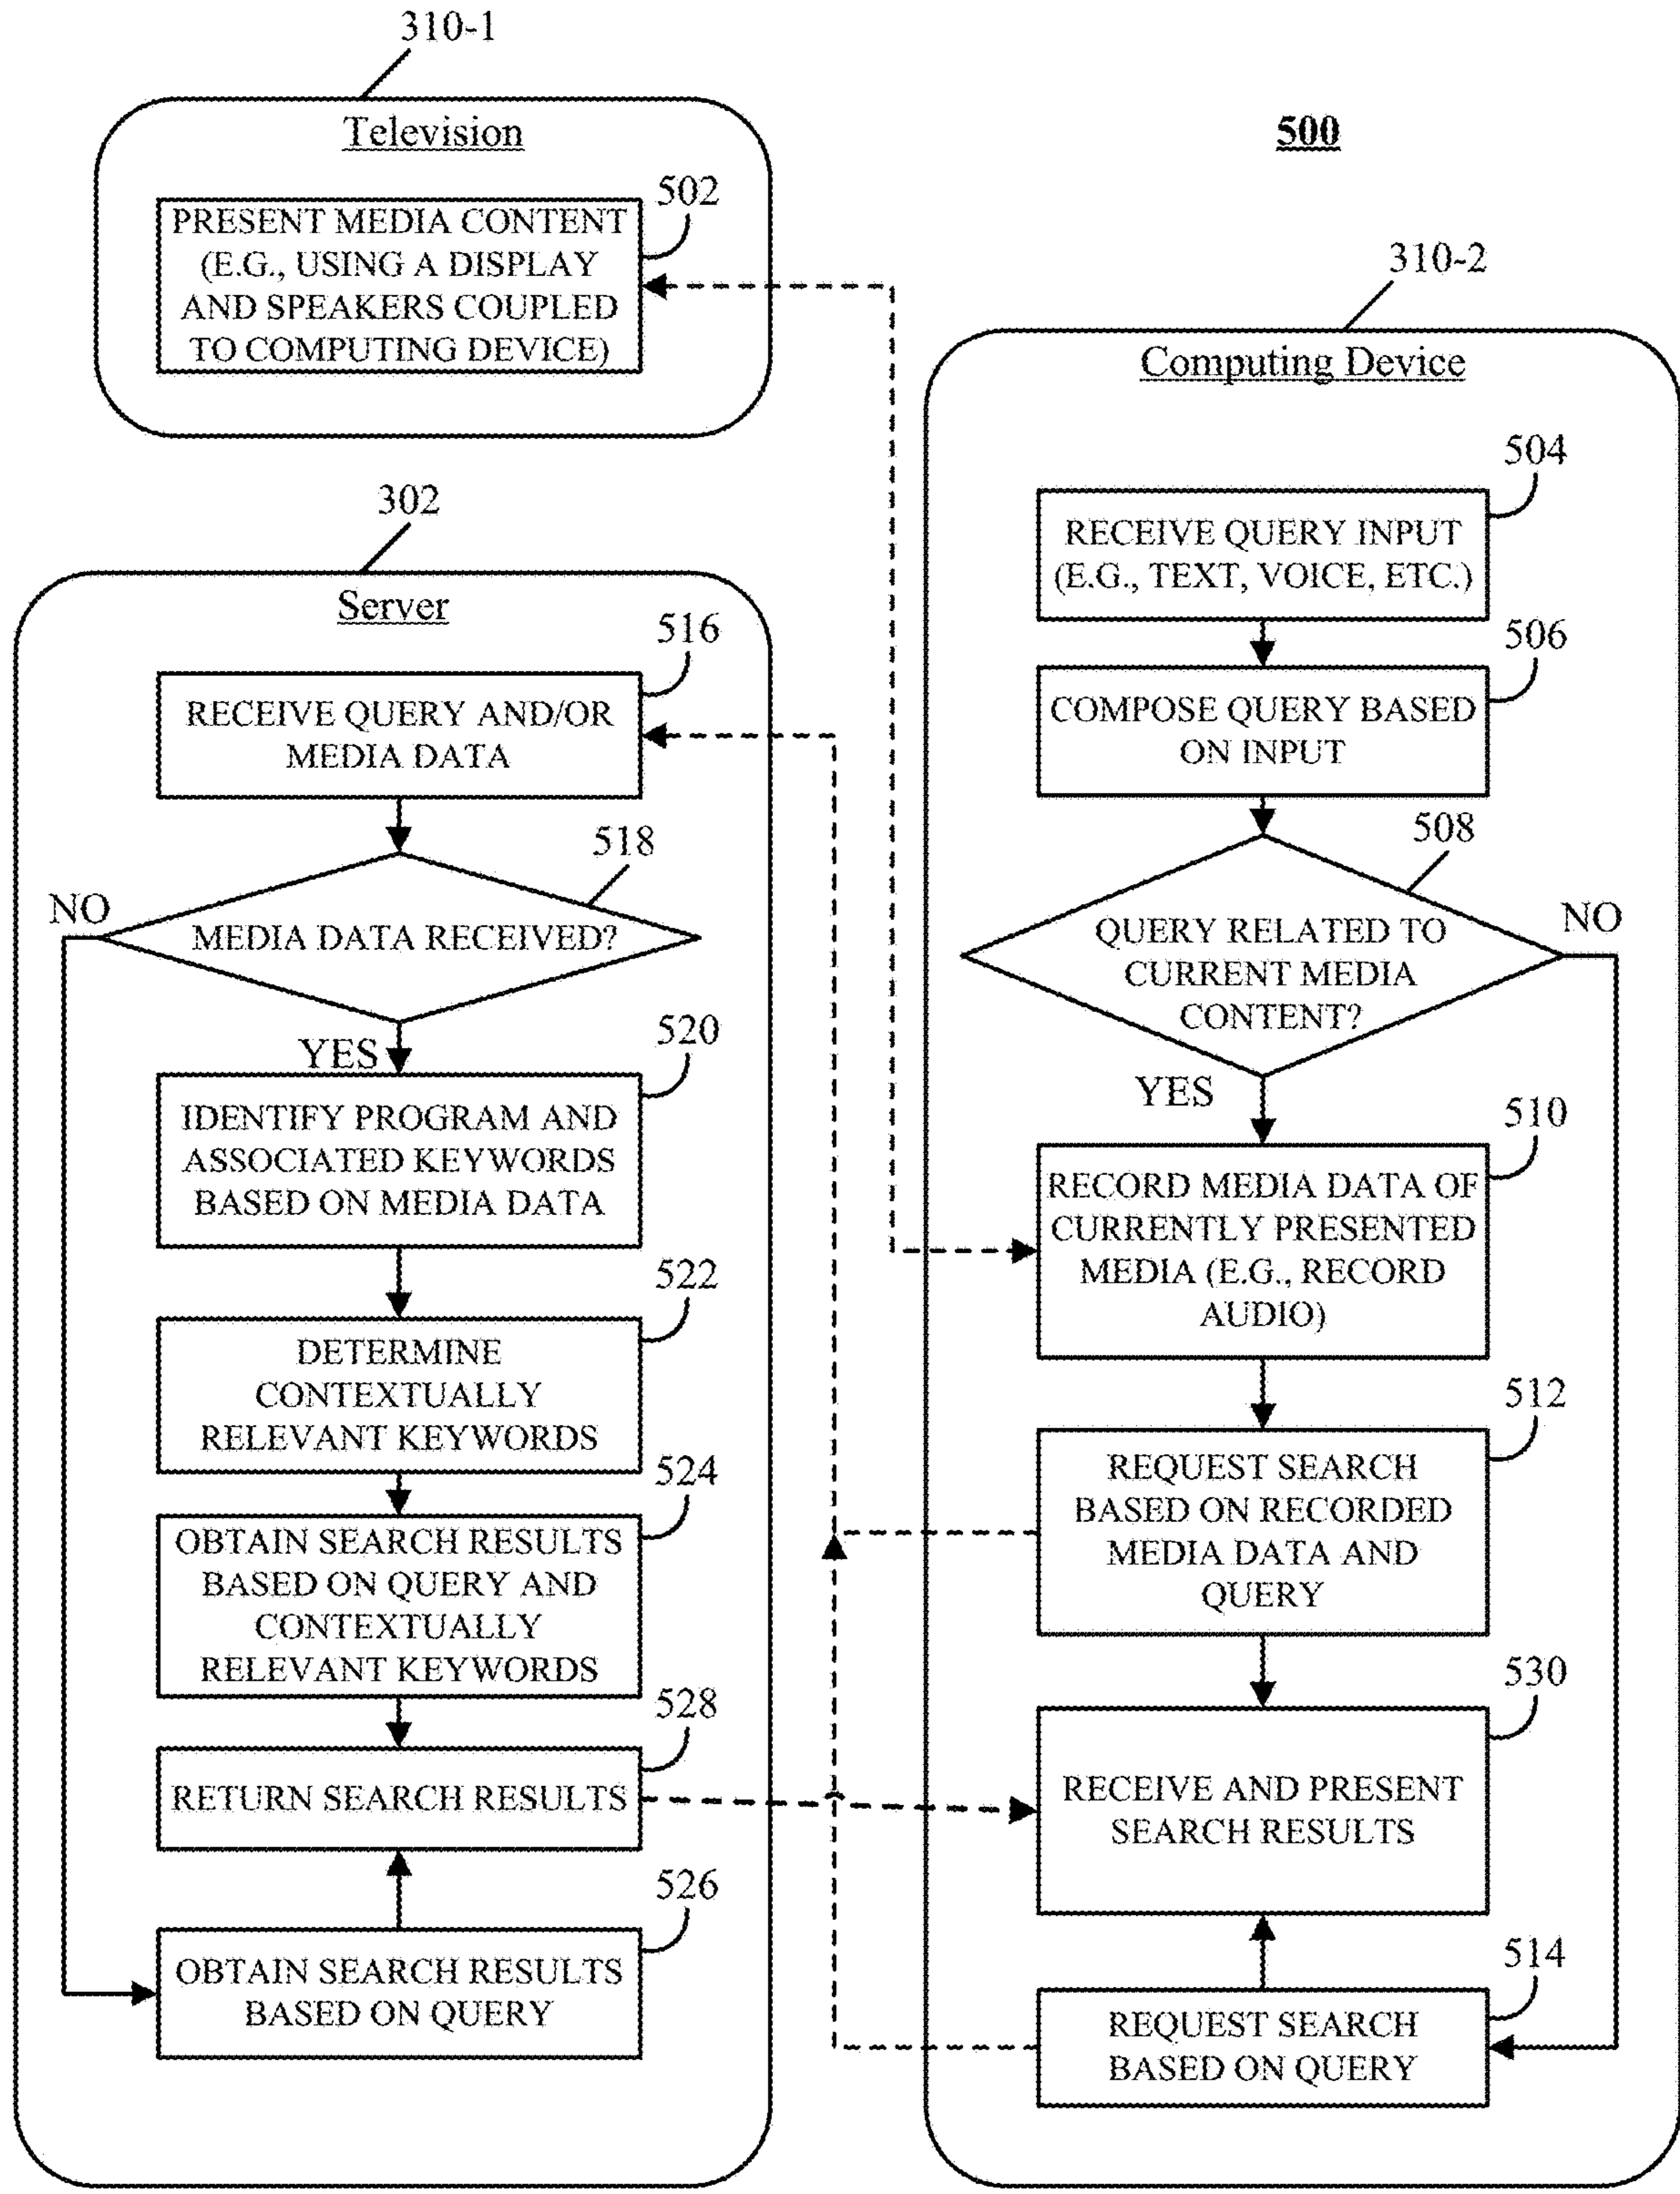 310-1
Television
500
502
PRESENT MEDIA CONTENT
(E.G., USING A DISPLAY
AND SPEAKERS COUPLED
TO COMPUTING DEVICE)
310-2
Computing Device
504
RECEIVE QUERY INPUT
(E.G., TEXT, VOICE, ETC.)
506
COMPOSE QUERY BASED
ON INPUT
508
QUERY RELATED TO
CURRENT MEDIA
CONTENT?
NO
YES
510
RECORD MEDIA DATA OF
CURRENTLY PRESENTED
MEDIA (E.G., RECORD
AUDIO)
512
REQUEST SEARCH
BASED ON RECORDED
MEDIA DATA AND
QUERY
530
RECEIVE AND PRESENT
SEARCH RESULTS
514
REQUEST SEARCH
BASED ON QUERY
302
Server
516
RECEIVE QUERY AND/OR
MEDIA DATA
518
NO
MEDIA DATA RECEIVED?
YES
520
IDENTIFY PROGRAM AND
ASSOCIATED KEYWORDS
BASED ON MEDIA DATA
522
DETERMINE
CONTEXTUALLY
RELEVANT KEYWORDS
524
OBTAIN SEARCH RESULTS
BASED ON QUERY AND
CONTEXTUALLY
RELEVANT KEYWORDS
528
RETURN SEARCH RESULTS
526
OBTAIN SEARCH RESULTS
BASED ON QUERY